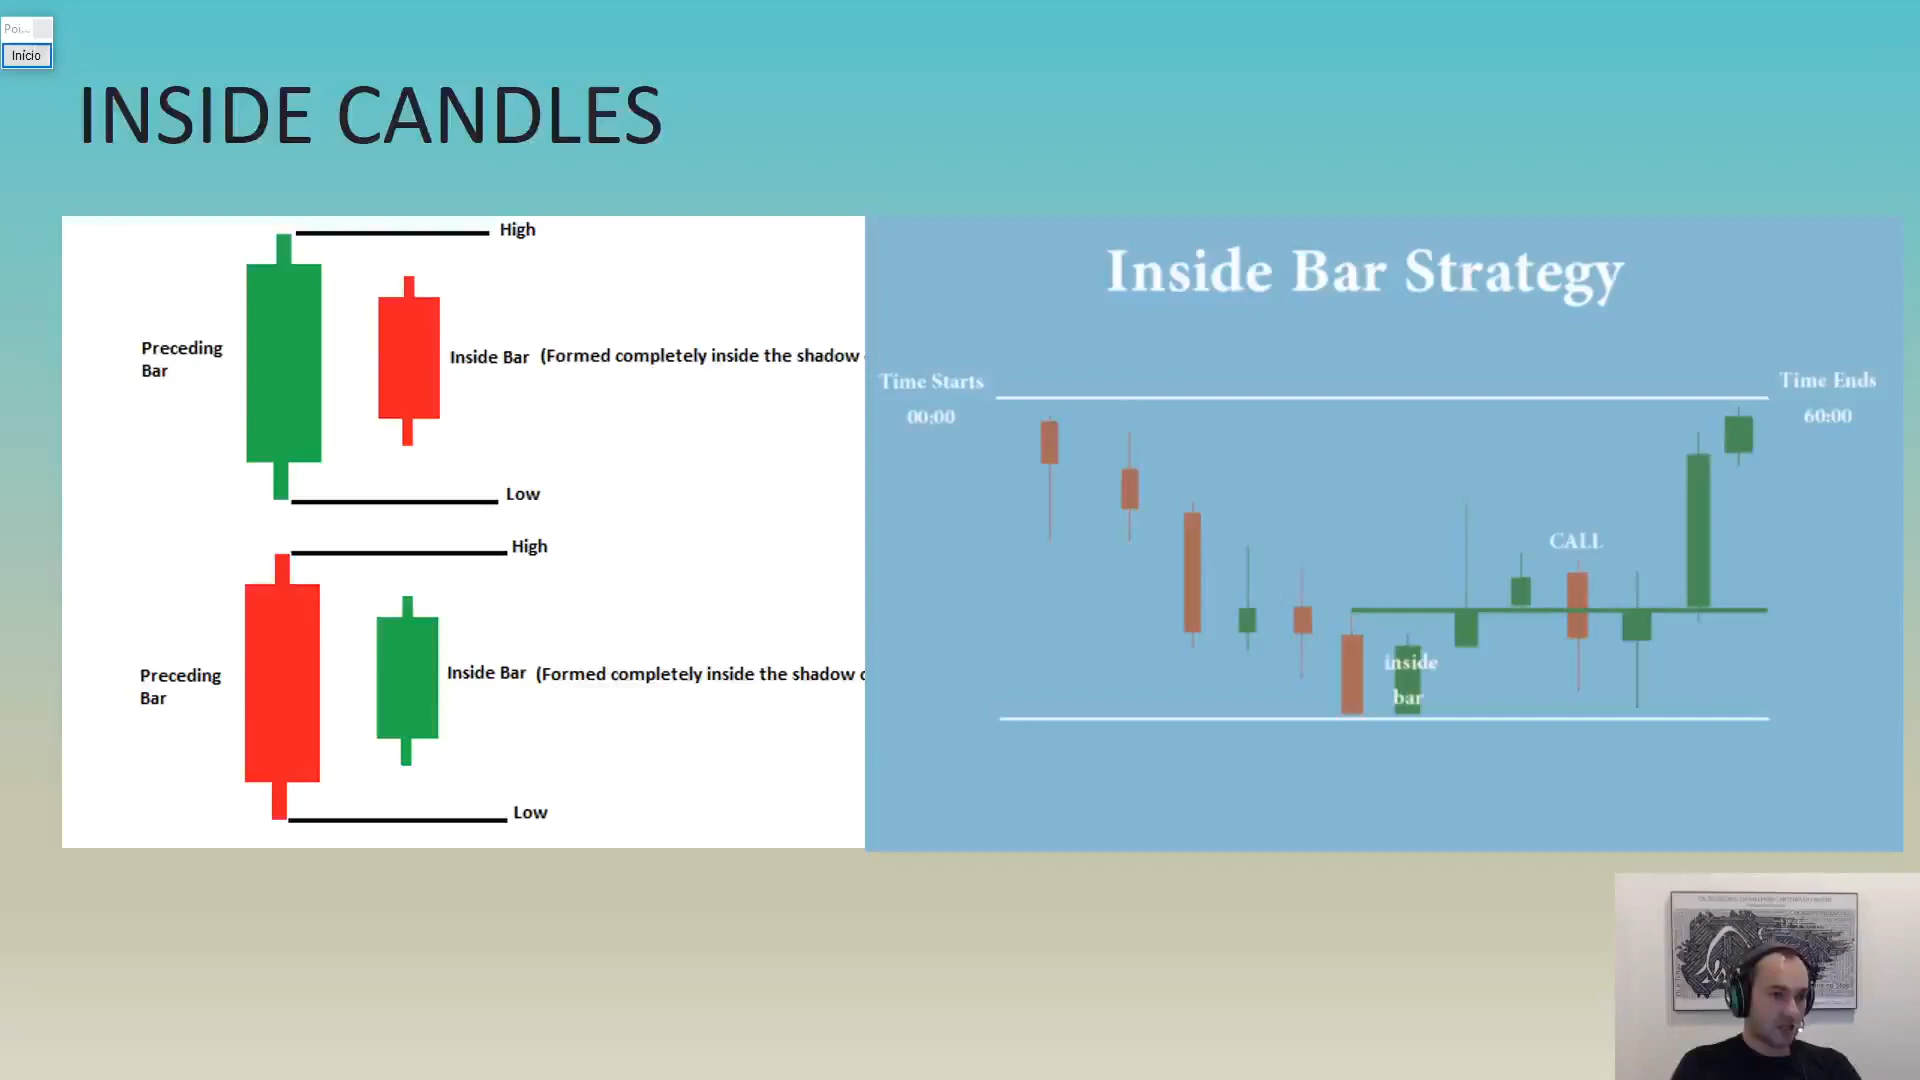 Poi...
Início
INSIDE CANDLES
High
Preceding
Bar
Inside Bar (Formed completely inside the shadow
Low
High
Preceding
Bar
Inside Bar (Formed completely inside the shadow
Low
Inside Bar Strategy
Time Starts
00:00
Time Ends
60:00
CALL
inside
bar